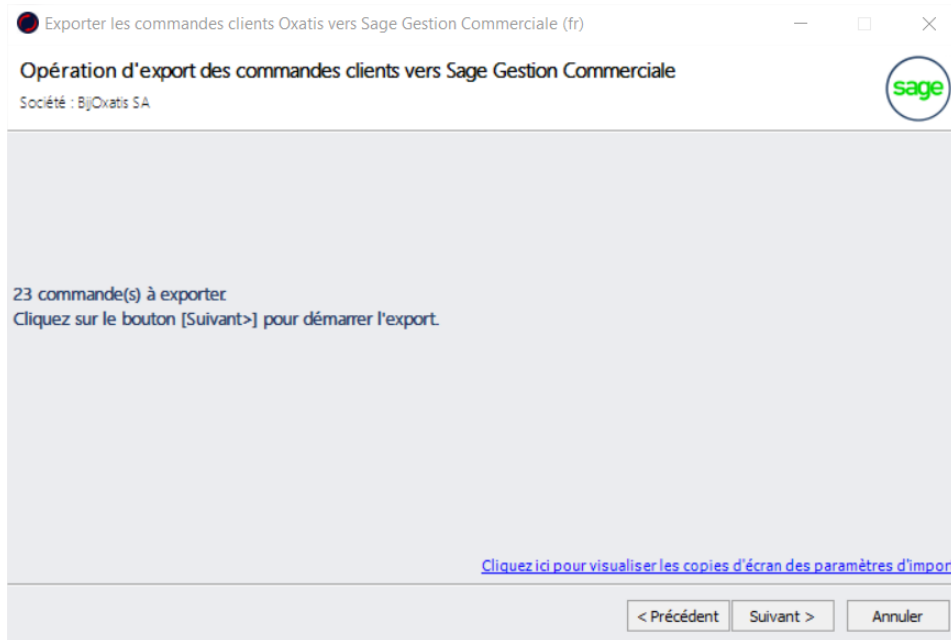 Exporter les commandes clients Oxatis vers Sage Gestion Commerciale (fr)
Opération d'export des commandes clients vers Sage Gestion Commerciale
Société : BijOxatis SA
sage
23 commande(s) à exporter.
Cliquez sur le bouton [Suivant>] pour démarrer l'export.
Cliquez ici pour visualiser les copies d'écran des paramètres d'impor
< Précédent Suivant > Annuler